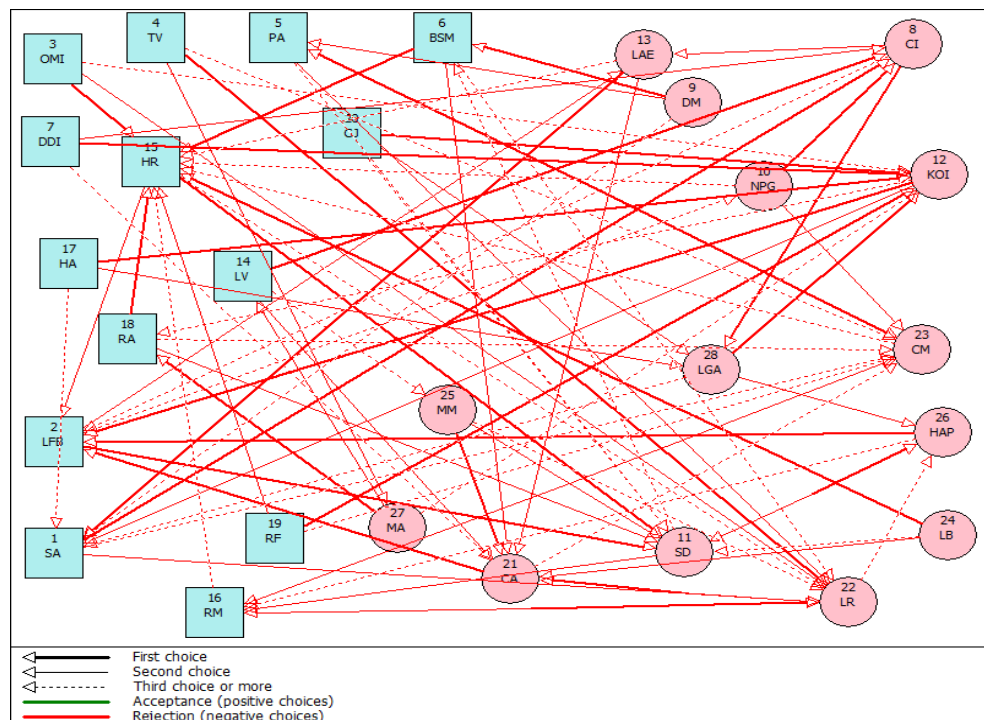 3
OMI
4
TV
5
PA
6
BSM
13
LAE
8
CI
9
DM
7
DDI
15
HR
GJ
10
NPG
12
KOI
17
HA
14
LV
18
RA
28
LGA
23
CM
25
MM
2
LFB
26
HAP
1
SA
19
RF
27
MA
11
SD
24
LB
21
CA
16
RM
22
LR
First choice
Second choice
Third choice or more
Acceptance (positive choices)
Rejection (negative choices)